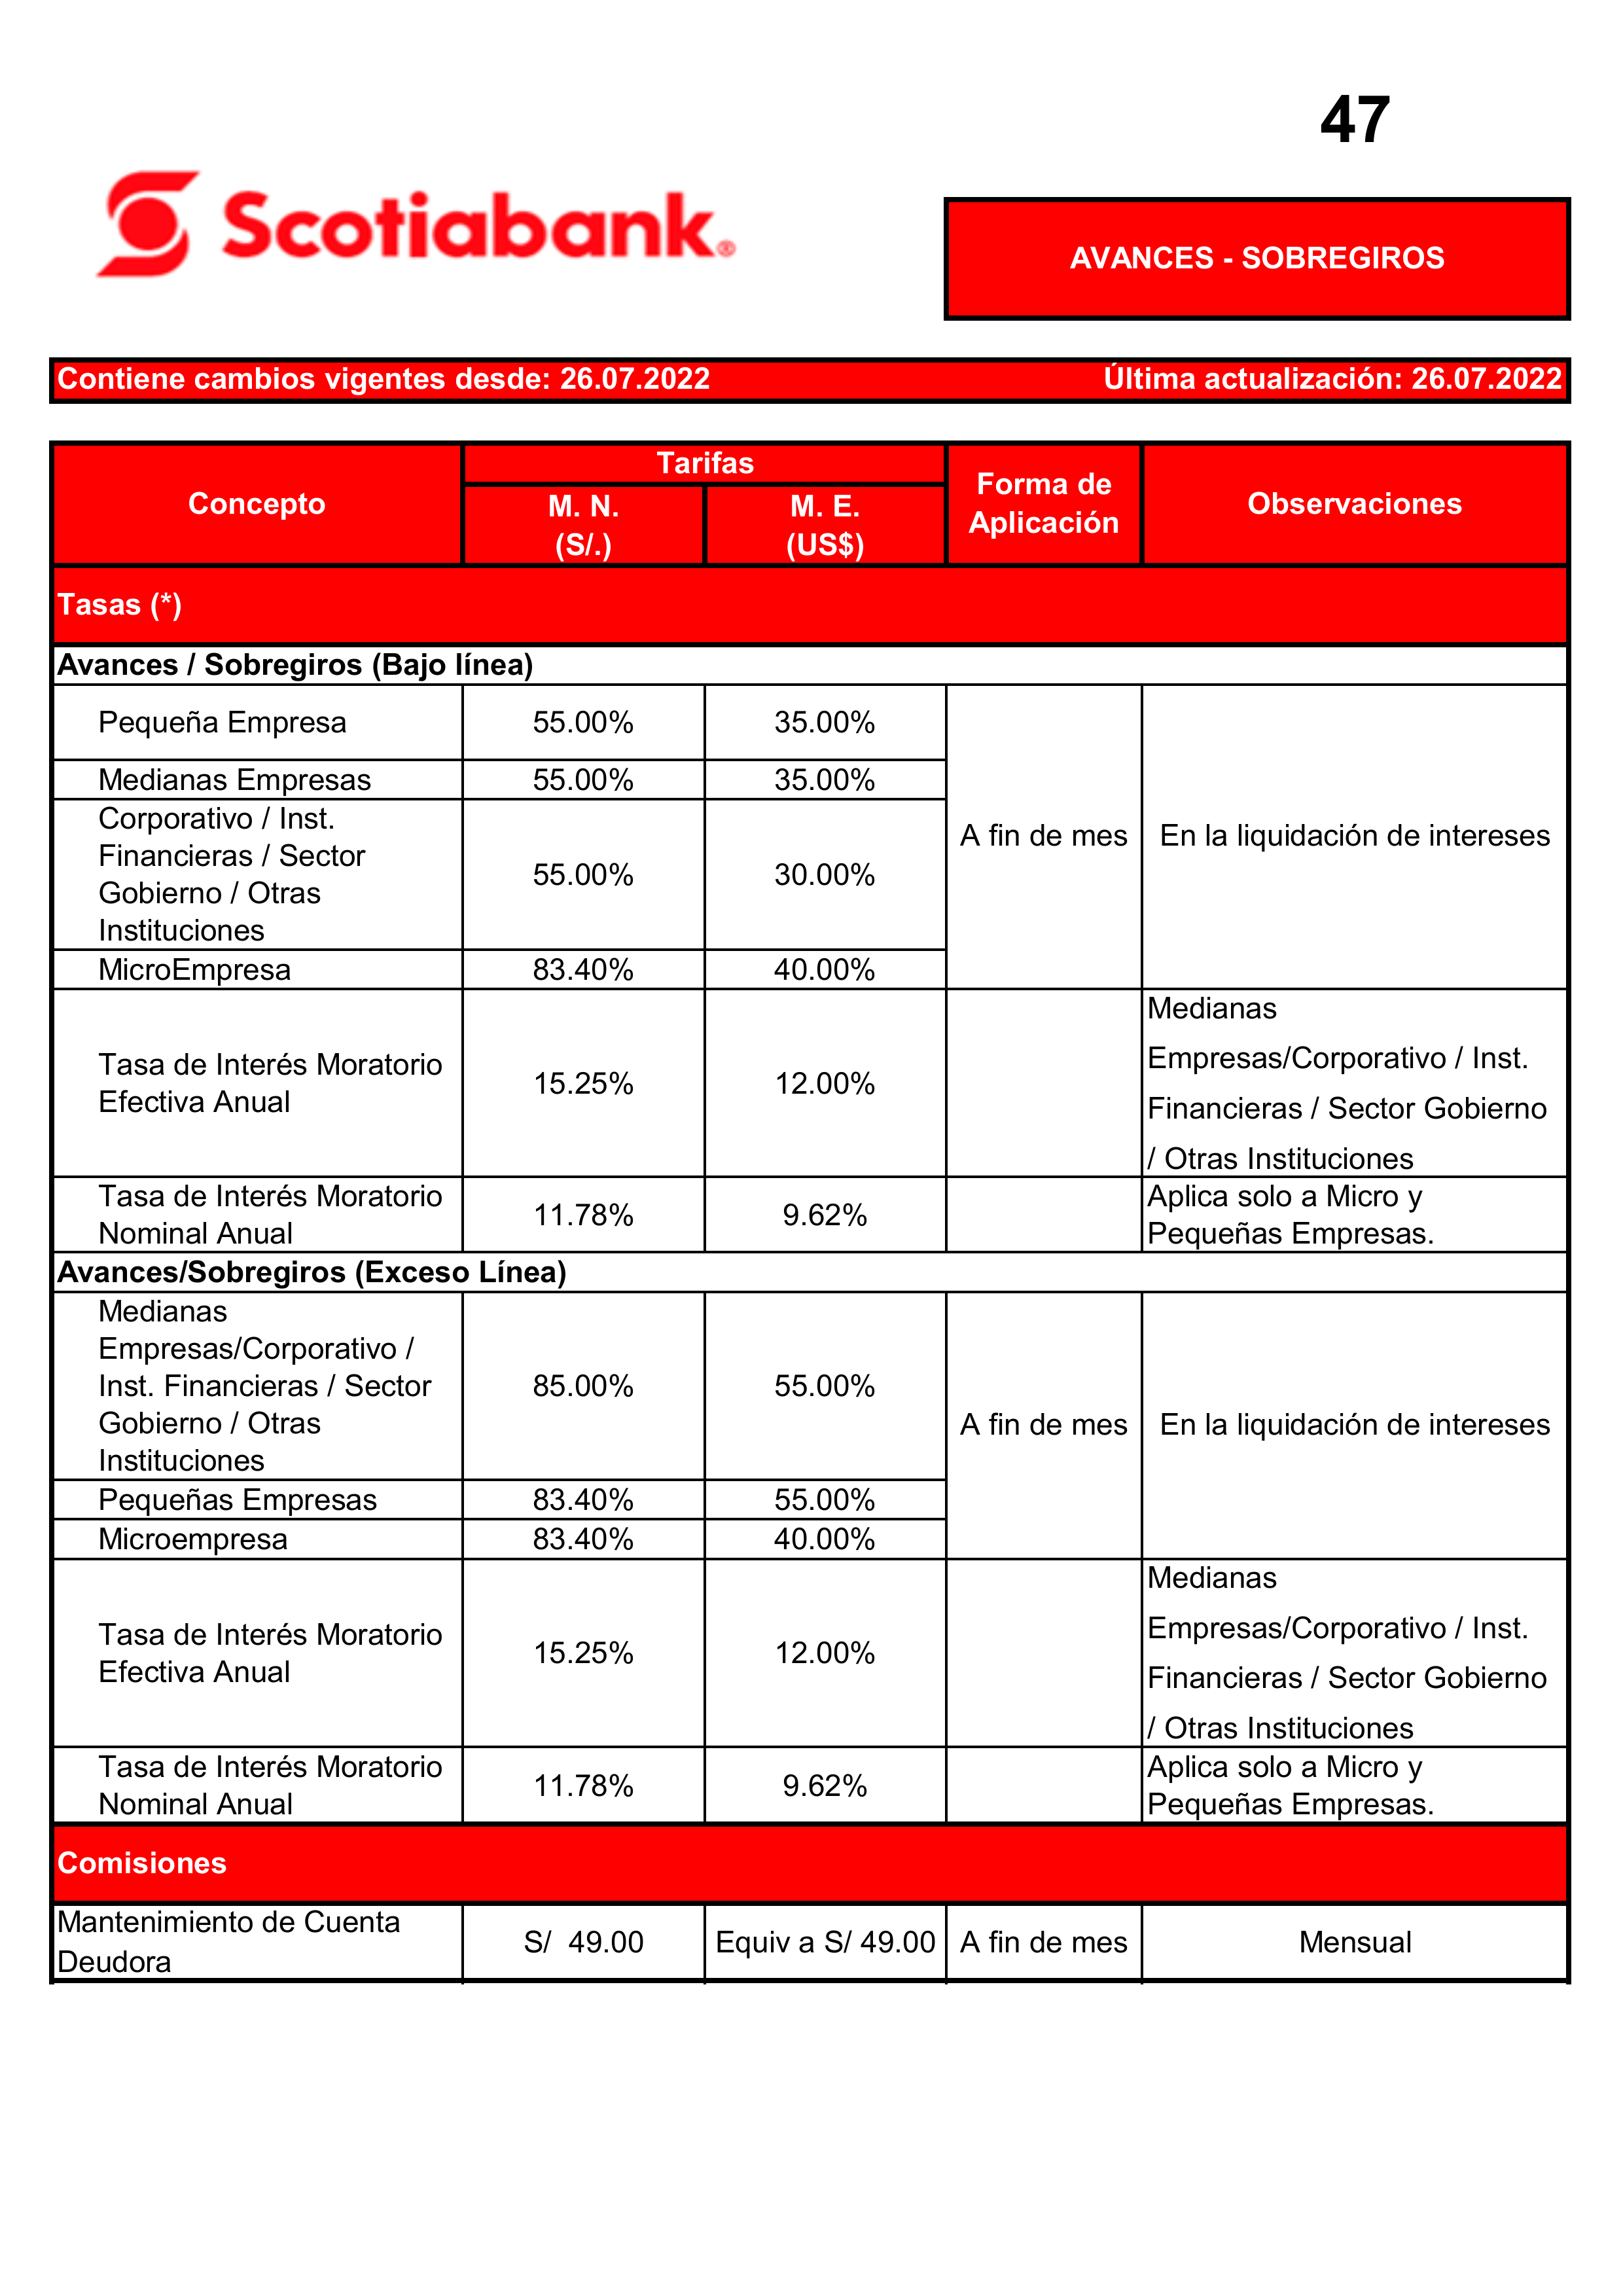 47
Scotiabank®
AVANCES - SOBREGIROS
Contiene cambios vigentes desde: 26.07.2022 Última actualización: 26.07.2022
Concepto
Tarifas
M. N.
(S/.)
M. E.
(US$)
Forma de
Aplicación
Observaciones
Tasas (*)
Avances / Sobregiros (Bajo línea)
Pequeña Empresa 55.00% 35.00%
Medianas Empresas 55.00% 35.00%
Corporativo / Inst.
Financieras / Sector
Gobierno / Otras
Instituciones
55.00% 30.00%
MicroEmpresa 83.40% 40.00%
A fin de mes En la liquidación de intereses
Tasa de Interés Moratorio
Efectiva Anual
15.25% 12.00%
Medianas
Empresas/Corporativo / Inst.
Financieras / Sector Gobierno
/ Otras Instituciones
Tasa de Interés Moratorio
Nominal Anual
11.78% 9.62%
Aplica solo a Micro y
Pequeñas Empresas.
Avances/Sobregiros (Exceso Línea)
Medianas
Empresas/Corporativo /
Inst. Financieras / Sector
Gobierno / Otras
Instituciones
85.00% 55.00%
Pequeñas Empresas 83.40% 55.00%
Microempresa 83.40% 40.00%
A fin de mes En la liquidación de intereses
Tasa de Interés Moratorio
Efectiva Anual
15.25% 12.00%
Medianas
Empresas/Corporativo / Inst.
Financieras / Sector Gobierno
/ Otras Instituciones
Tasa de Interés Moratorio
Nominal Anual
11.78% 9.62%
Aplica solo a Micro y
Pequeñas Empresas.
Comisiones
Mantenimiento de Cuenta
Deudora
S/ 49.00 Equiv a S/ 49.00 A fin de mes Mensual